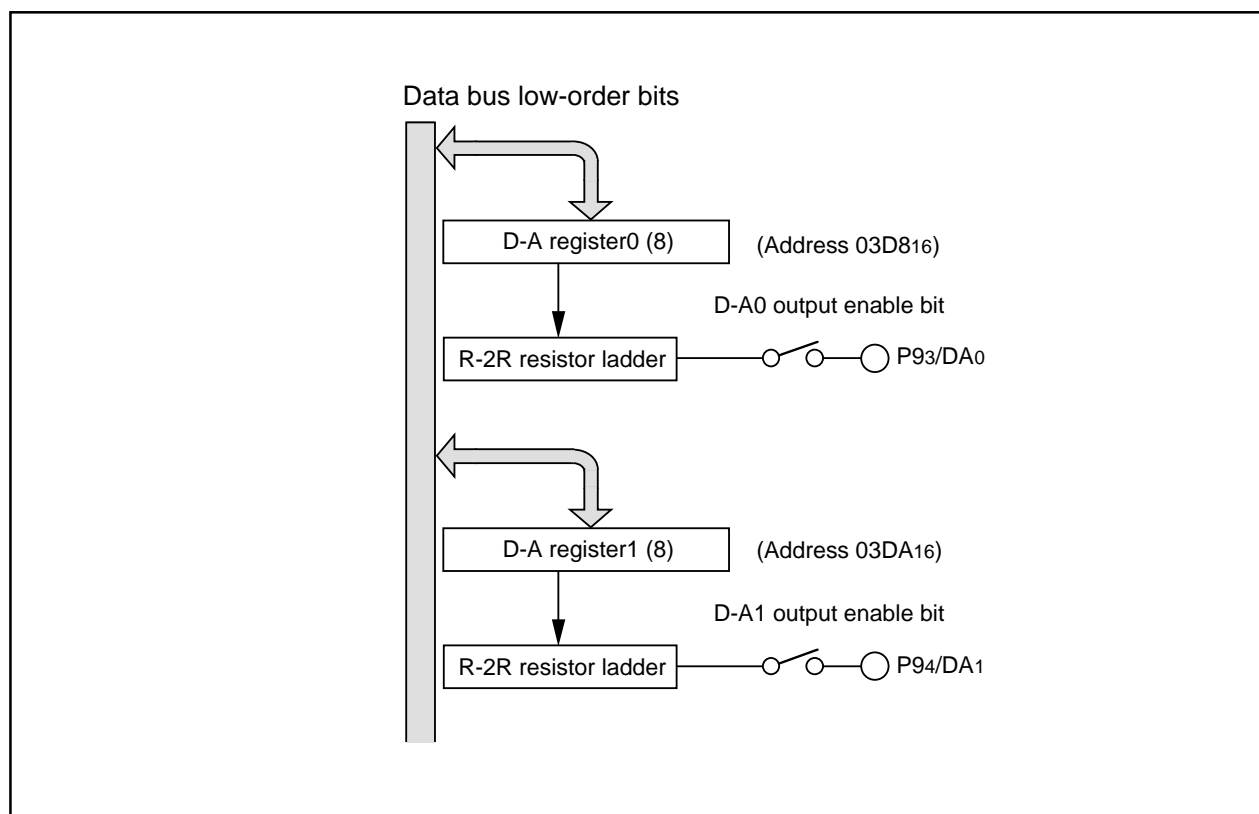 Data bus low-order bits
D-A register0 (8)
(Address 03D816)
D-A0 output enable bit
R-2R resistor ladder
P93/DA0
D-A register1 (8)
(Address 03DA16)
D-A1 output enable bit
R-2R resistor ladder
P94/DA1